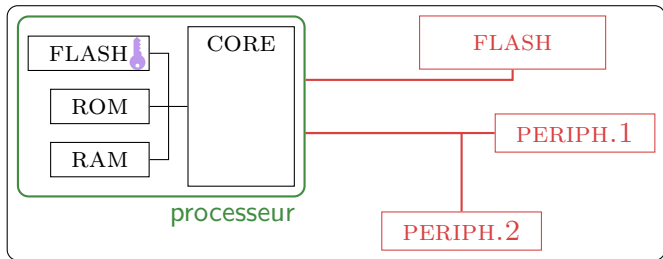 FLASH
ROM
RAM
CORE
processeur
FLASH
PERIPH.1
PERIPH.2